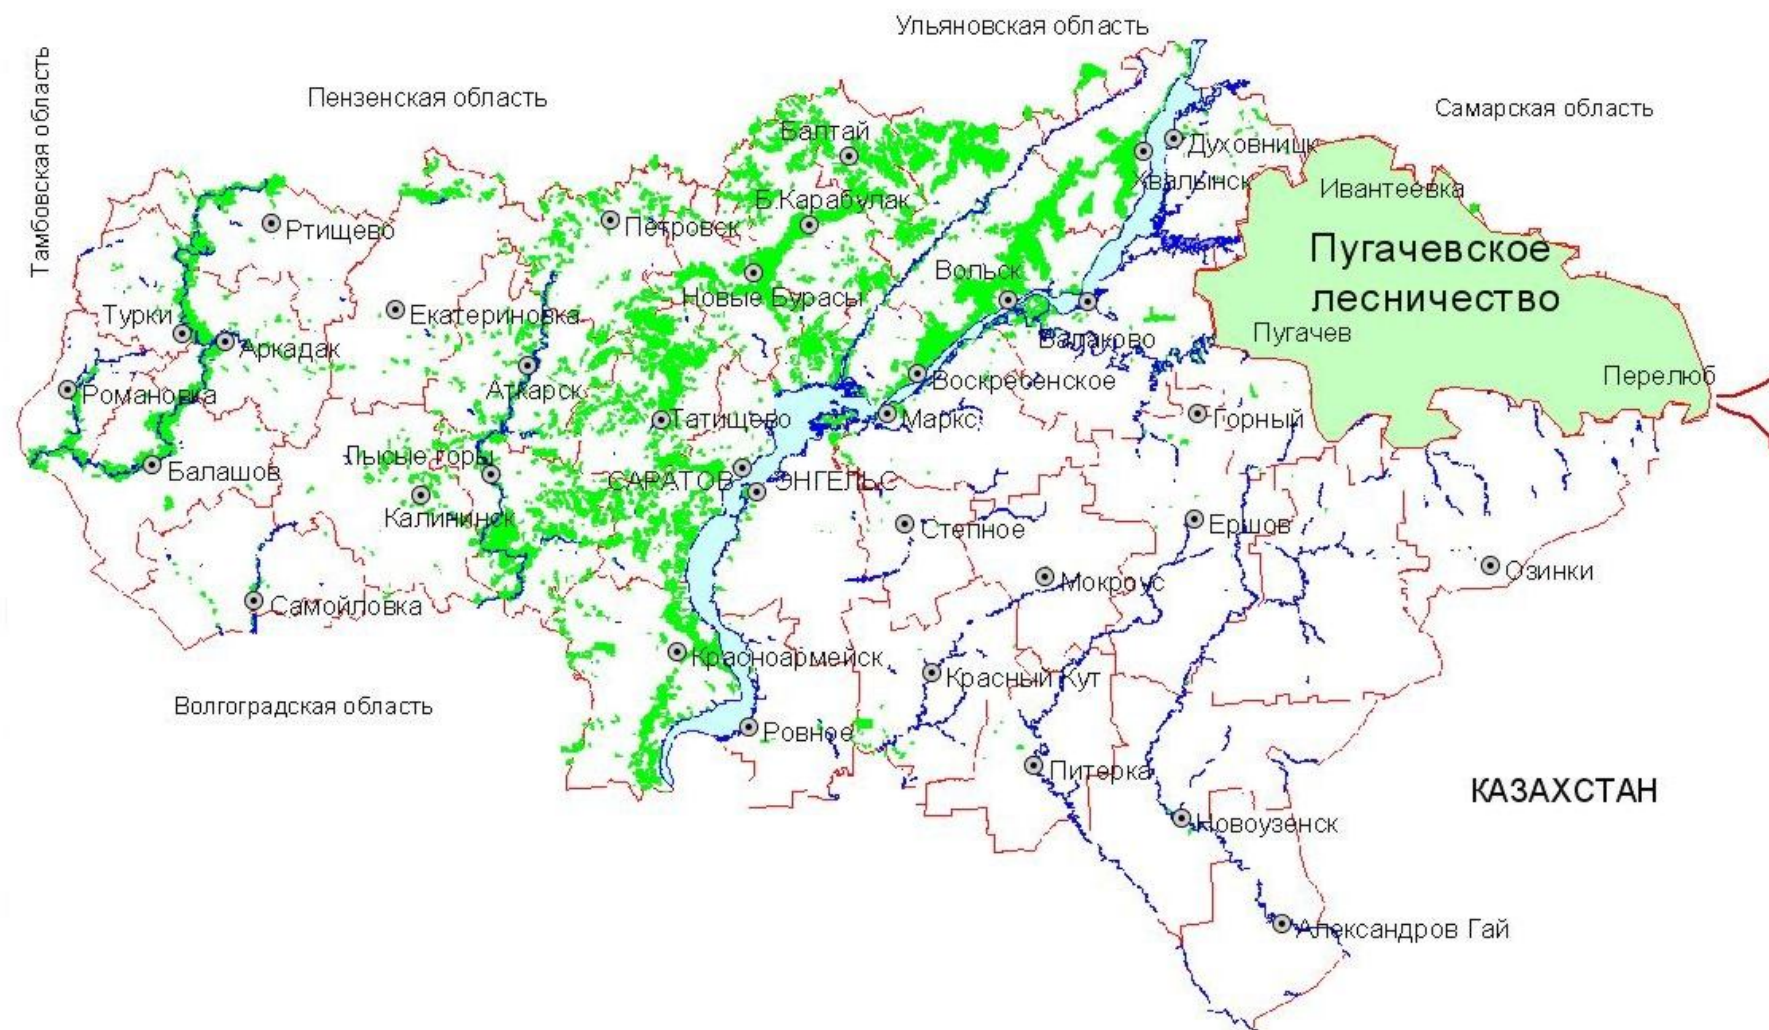 Ульяновская область
Тамбовская область
Пензенская область
Самарская область
Балтай
Духовницк
Хвалынск
Ивантеевка
Б.Карабулак
Ртищево
Петровск
Пугачевское
лесничество
Вольск
Новые Бурасы
Турки
Екатериновка
Аркадак
Балаково
Пугачев
Аткарск
Воскресенское
Перелюб
Романовка
Татищево
Маркс
Горный
Лысые горы
Балашов
САРАТОВ
ЭНГЕЛЬС
Калининск
Степное
Ершов
Мокроус
Озинки
Самойловка
Красноармейск
Красный Кут
Волгоградская область
Ровное
Питерка
КАЗАХСТАН
Новоузенск
Александров Гай